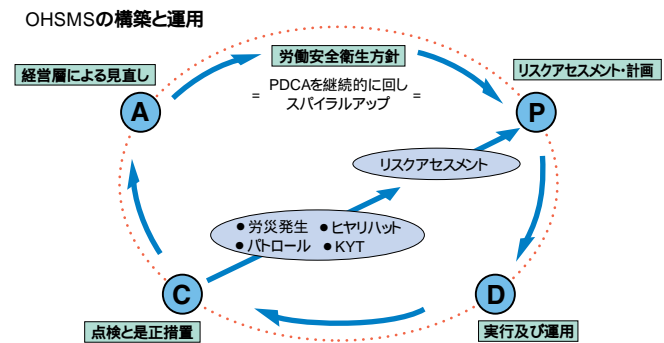 OHSMSの構築と運用
労働安全衛生方針
経営層による見直し
リスクアセスメント・計画
= PDCAを継続的に回し
スパイラルアップ =
A
P
リスクアセスメント
●労災発生 ●ヒヤリハット
●パトロール ●KYT
C
D
点検と是正措置
実行及び運用